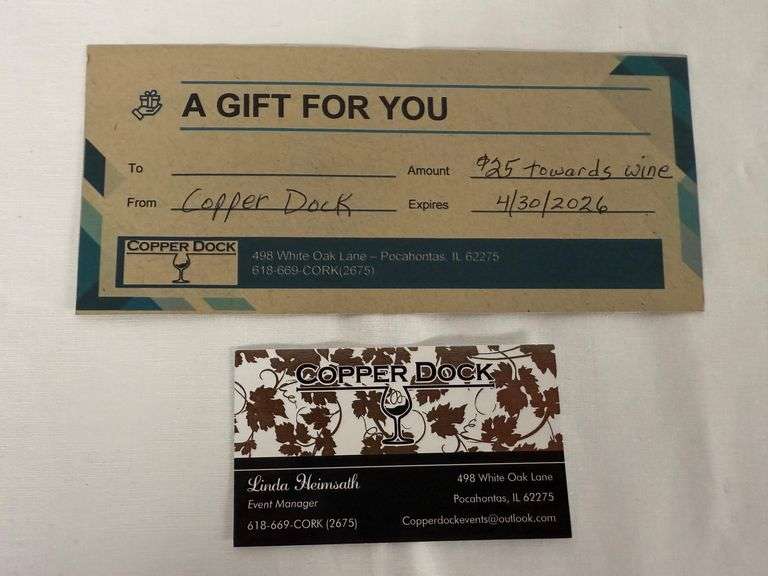 A GIFT FOR YOU
To
Amount $25 towards wine
From Copper Dock
Expires 4/30/2026
COPPER DOCK
498 White Oak Lane – Pocahontas, IL 62275
618-669-CORK(2675)
COPPER DOCK
Linda Heimsath
Event Manager
618-669-CORK (2675)
498 White Oak Lane
Pocahontas, IL 62275
Copperdockevents@outlook.com